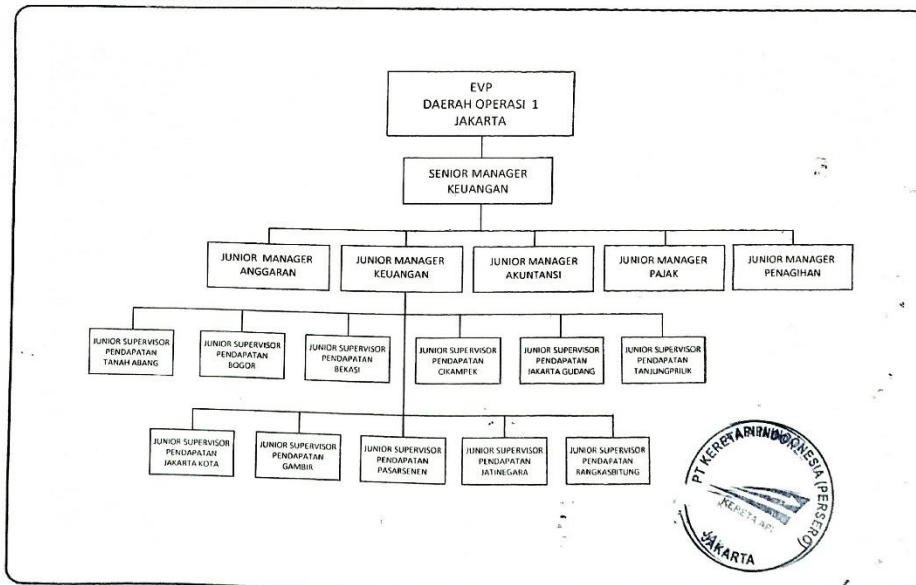 EVP
DAERAH OPERASI 1
JAKARTA
SENIOR MANAGER
KEUANGAN
JUNIOR MANAGER
ANGGARAN
JUNIOR MANAGER
KEUANGAN
JUNIOR MANAGER
AKUNTANSI
JUNIOR MANAGER
PAJAK
JUNIOR MANAGER
PENAGIHAN
JUNIOR SUPERVISOR
PENDAPATAN
TANAH ABANG
JUNIOR SUPERVISOR
PENDAPATAN
BOGOR
JUNIOR SUPERVISOR
PENDAPATAN
BEKASI
JUNIOR SUPERVISOR
PENDAPATAN
CIKAMPEK
JUNIOR SUPERVISOR
PENDAPATAN
JAKARTA GUDANG
JUNIOR SUPERVISOR
PENDAPATAN
TANJUNGPRIUK
JUNIOR SUPERVISOR
PENDAPATAN
JAKARTA KOTA
JUNIOR SUPERVISOR
PENDAPATAN
GAMBIR
JUNIOR SUPERVISOR
PENDAPATAN
PASARSENEN
JUNIOR SUPERVISOR
PENDAPATAN
JATINEGARA
JUNIOR SUPERVISOR
PENDAPATAN
RANGKASBITUNG
PT KERETA (PERSERO)
KERETA API
JAKARTA